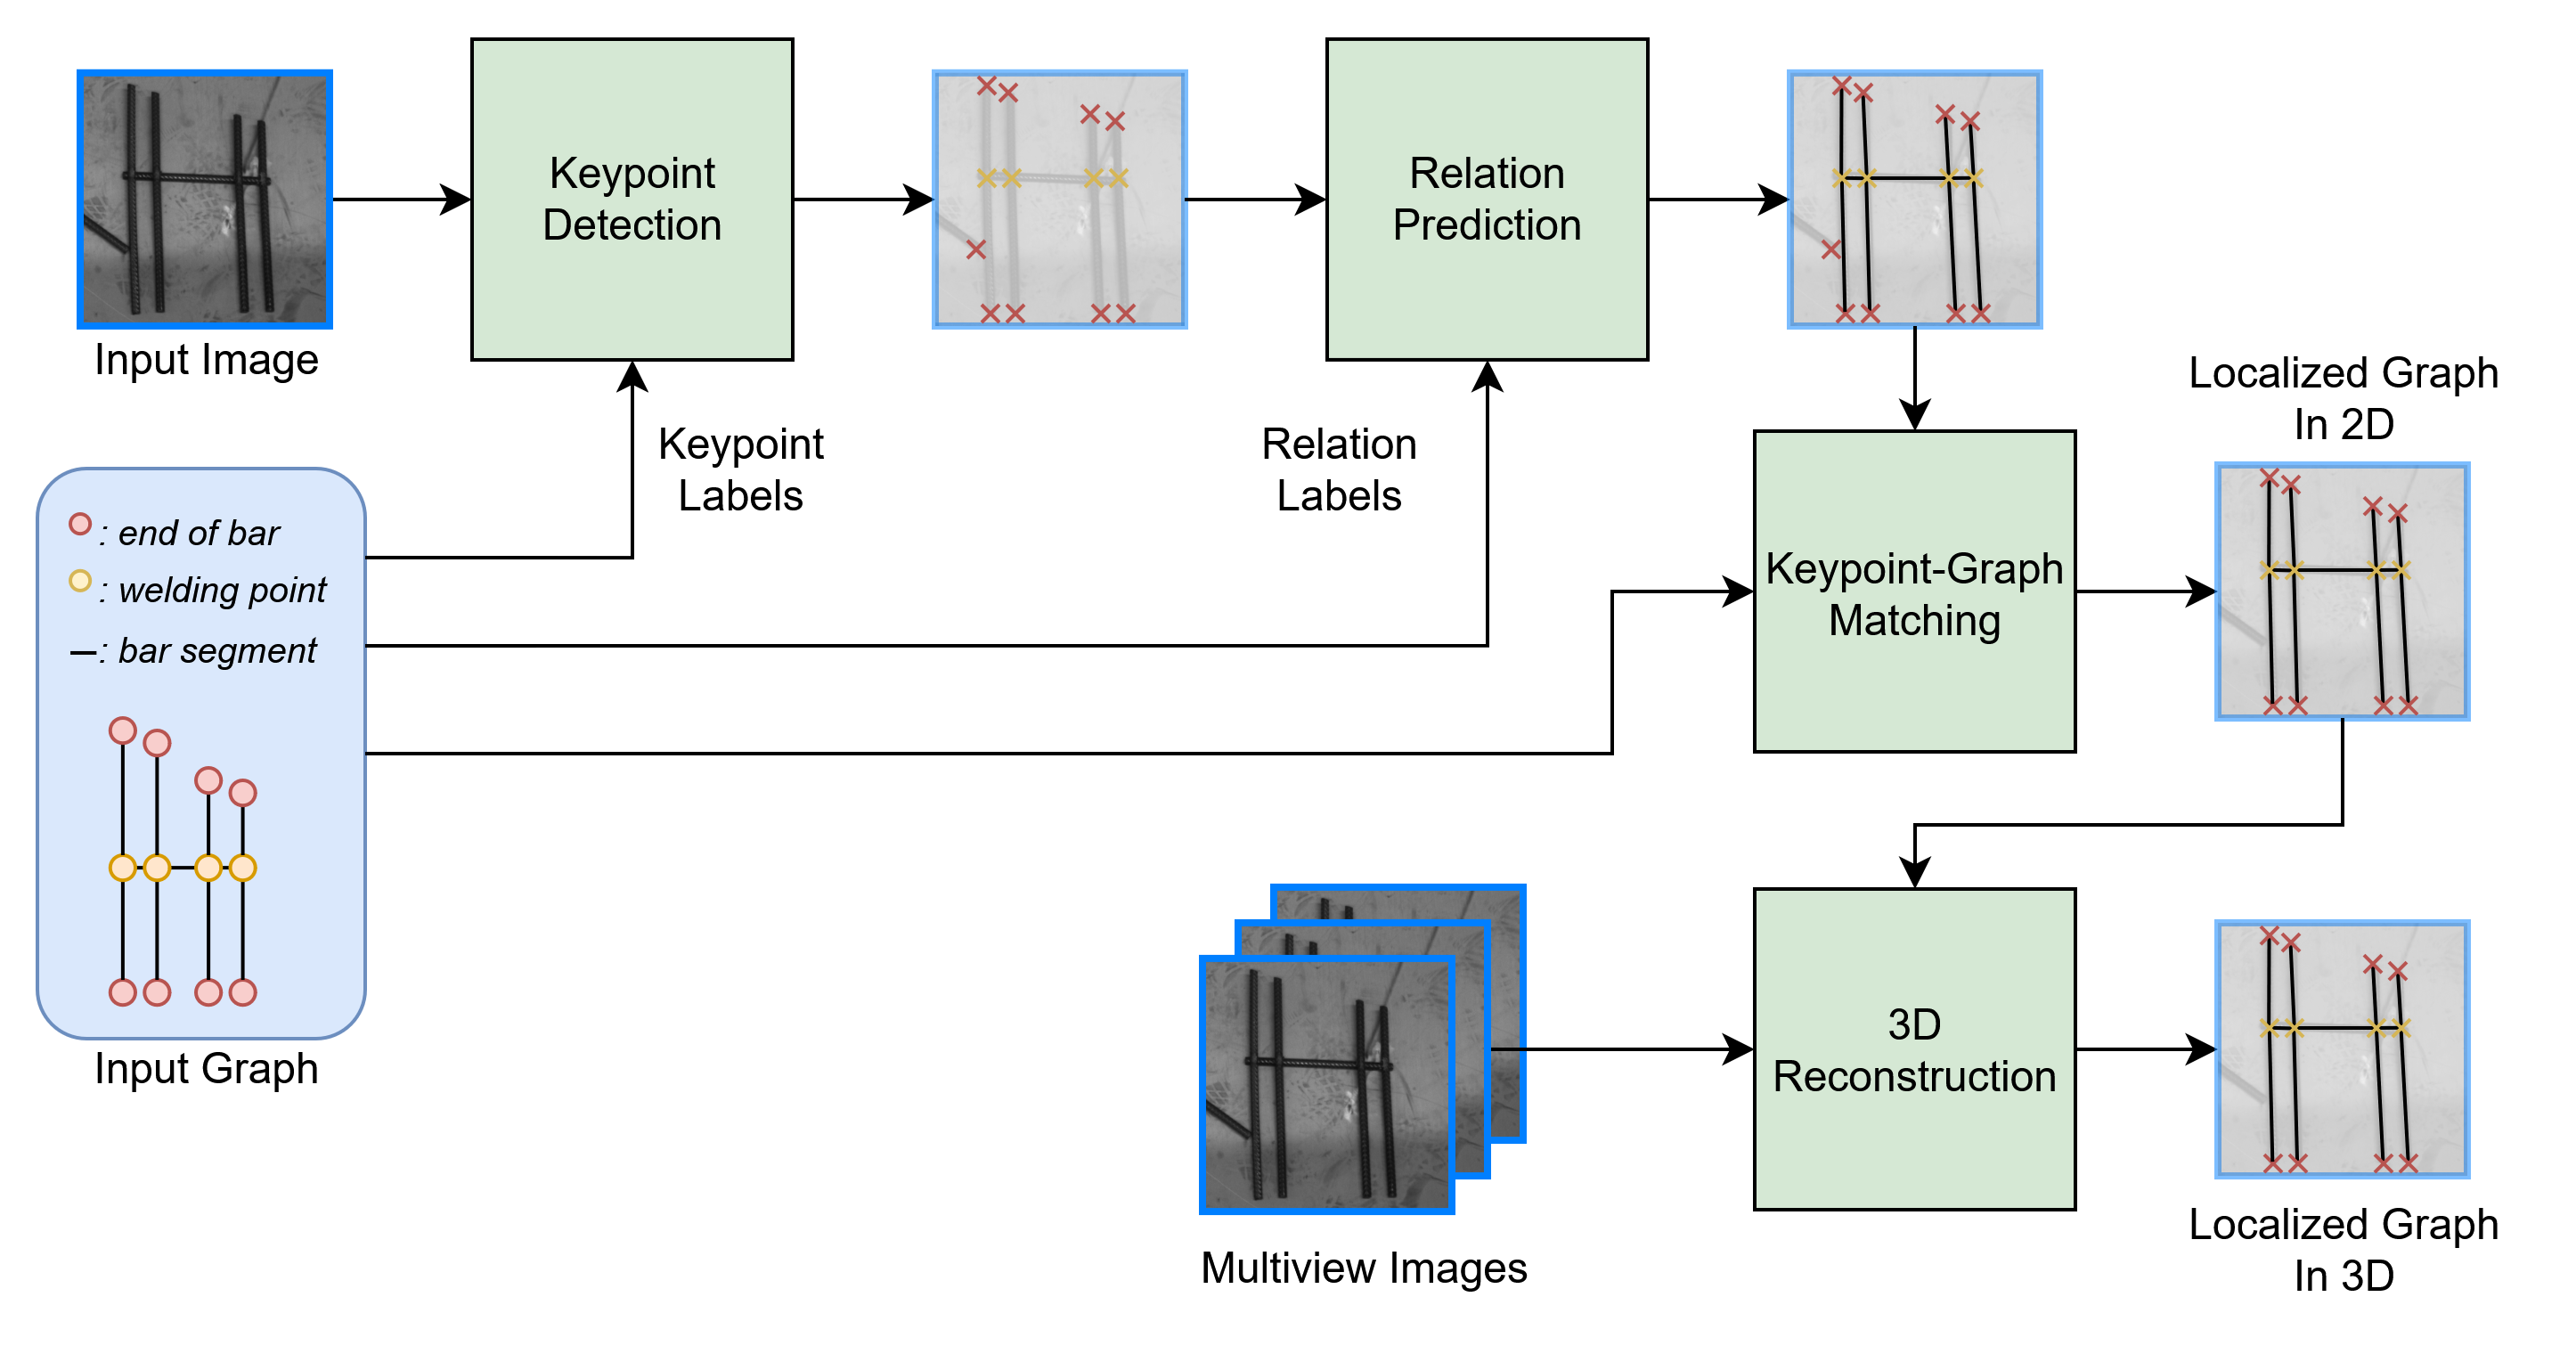 Input Image
Keypoint
Detection
Relation
Prediction
Keypoint
Labels
Relation
Labels
Localized Graph
In 2D
: end of bar
: welding point
: bar segment
Input Graph
Keypoint-Graph
Matching
3D
Reconstruction
Multiview Images
Localized Graph
In 3D